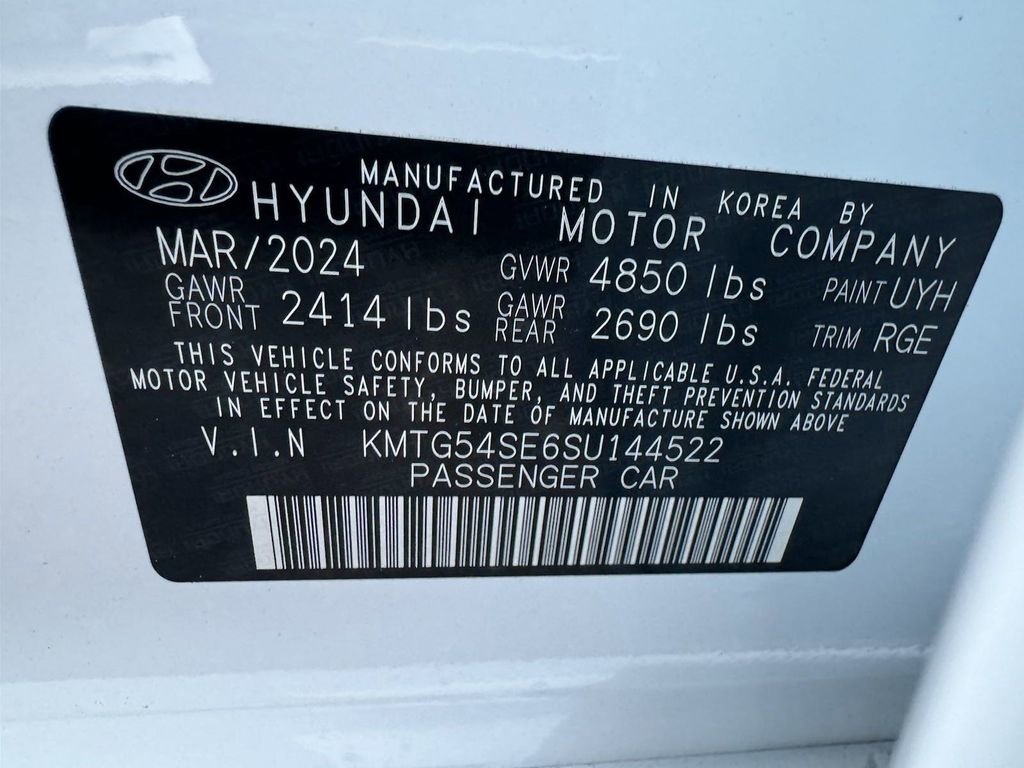 MANUFACTURED IN KOREA BY
HYUNDAI MOTOR COMPANY
MAR/2024 GVWR 4850 lbs PAINT UYH
GAWR FRONT 2414 lbs GAWR REAR 2690 lbs TRIM RGE
THIS VEHICLE CONFORMS TO ALL APPLICABLE U.S.A. FEDERAL
MOTOR VEHICLE SAFETY, BUMPER, AND THEFT PREVENTION STANDARDS
IN EFFECT ON THE DATE OF MANUFACTURE SHOWN ABOVE
V.I.N KMTG54SE6SU144522
PASSENGER CAR